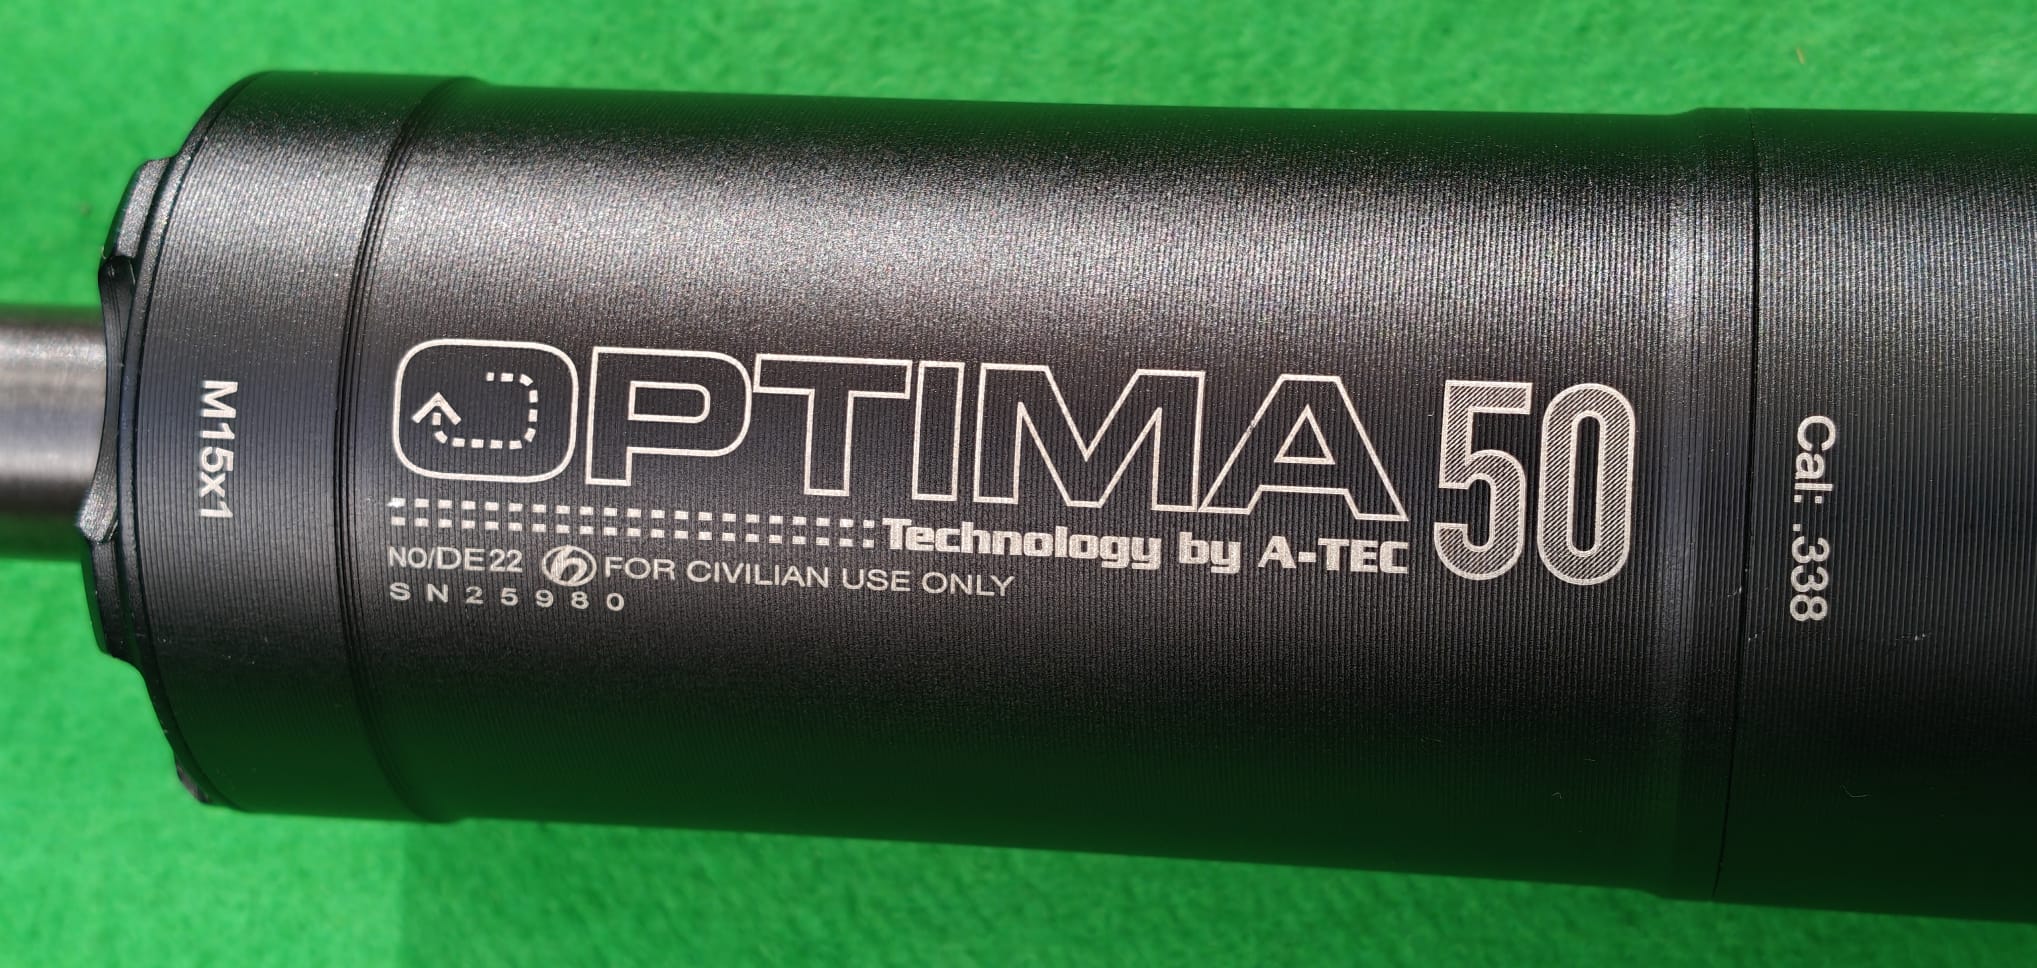 M15x1
OPTIMA 50
Technology by A-TEC
NO/DE22 FOR CIVILIAN USE ONLY
SN25980
Cal: .338